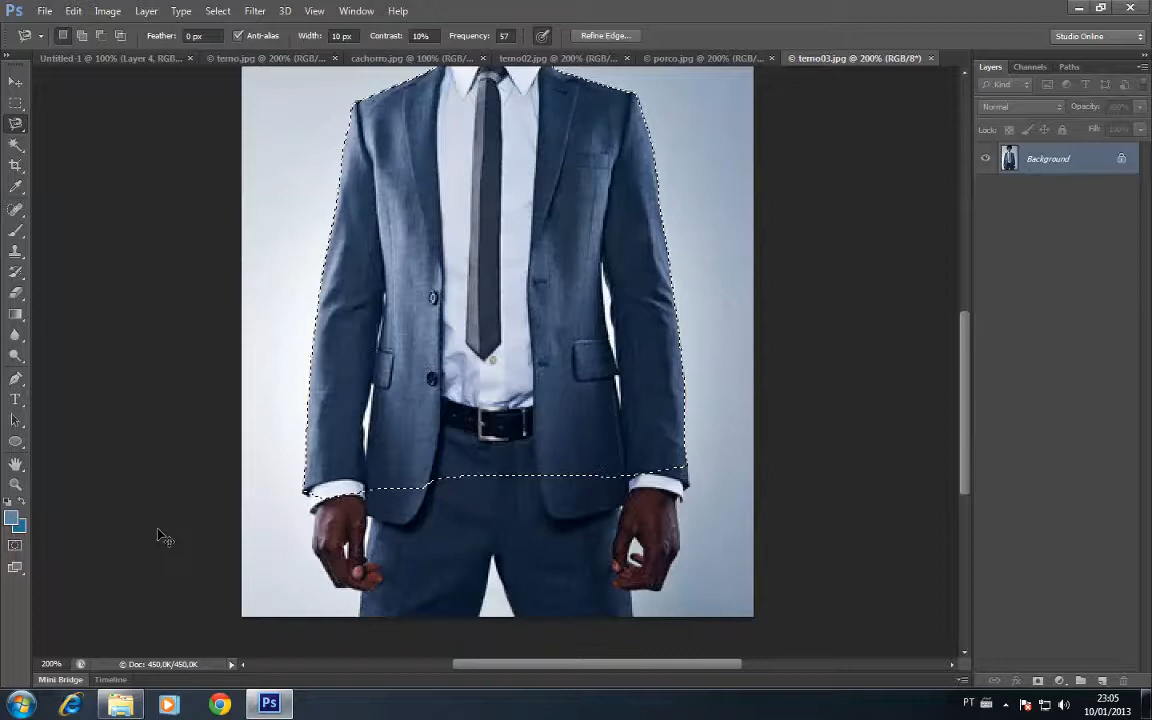 Ps File Edit Image Layer Type Select Filter 3D View Window Help
Feather: 0 px Anti-alias Width: 10 px Contrast: 10% Frequency: 57 Refine Edge... Studio Online
Untitled-1 @ 100% (Layer 4, RGB... × © terno.jpg @ 200% (RGB/... × cachorro.jpg @ 100% (RGB/... × terno02.jpg @ 200% (RGB/... × © porco.jpg @ 200% (RGB/... × © terno03.jpg @ 200% (RGB/8*) ×
Layers Channels Paths
Kind
Normal Opacity:
Lock: Fill:
Background
200% © Doc: 450,0K/450,0K
Mini Bridge Timeline
Ps PT 23:05
10/01/2013